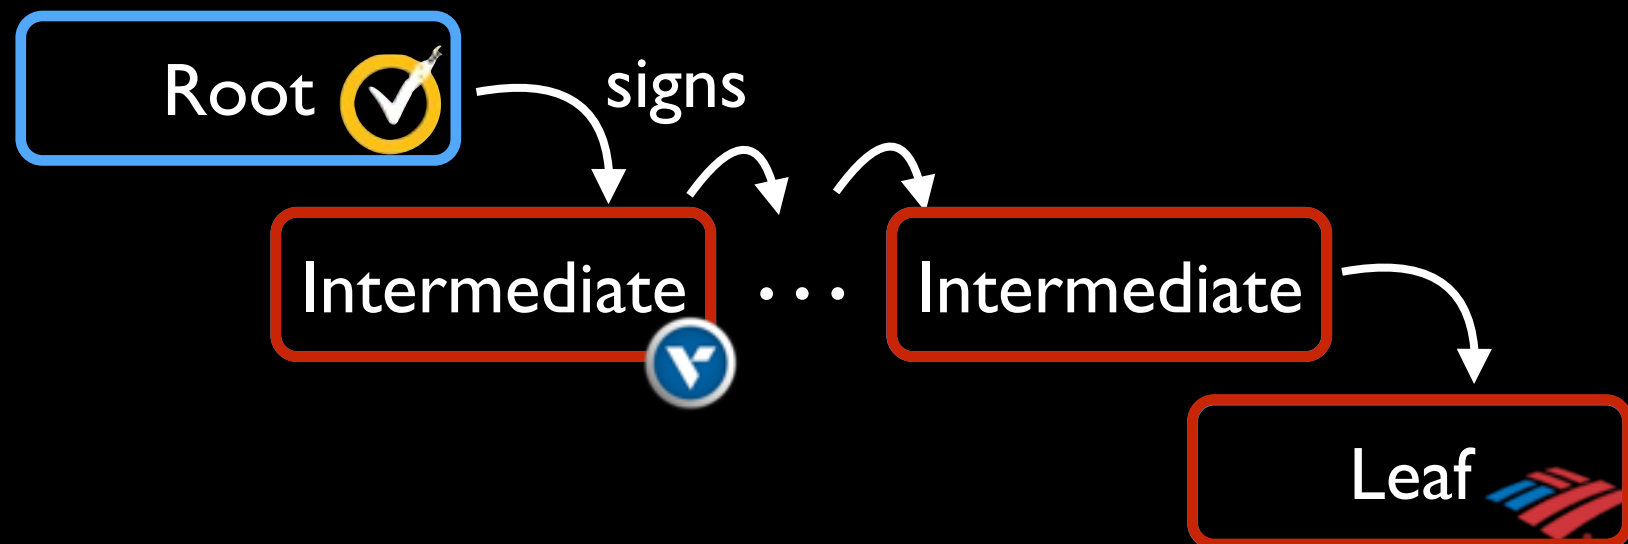 Root
signs
Intermediate ... Intermediate
Leaf